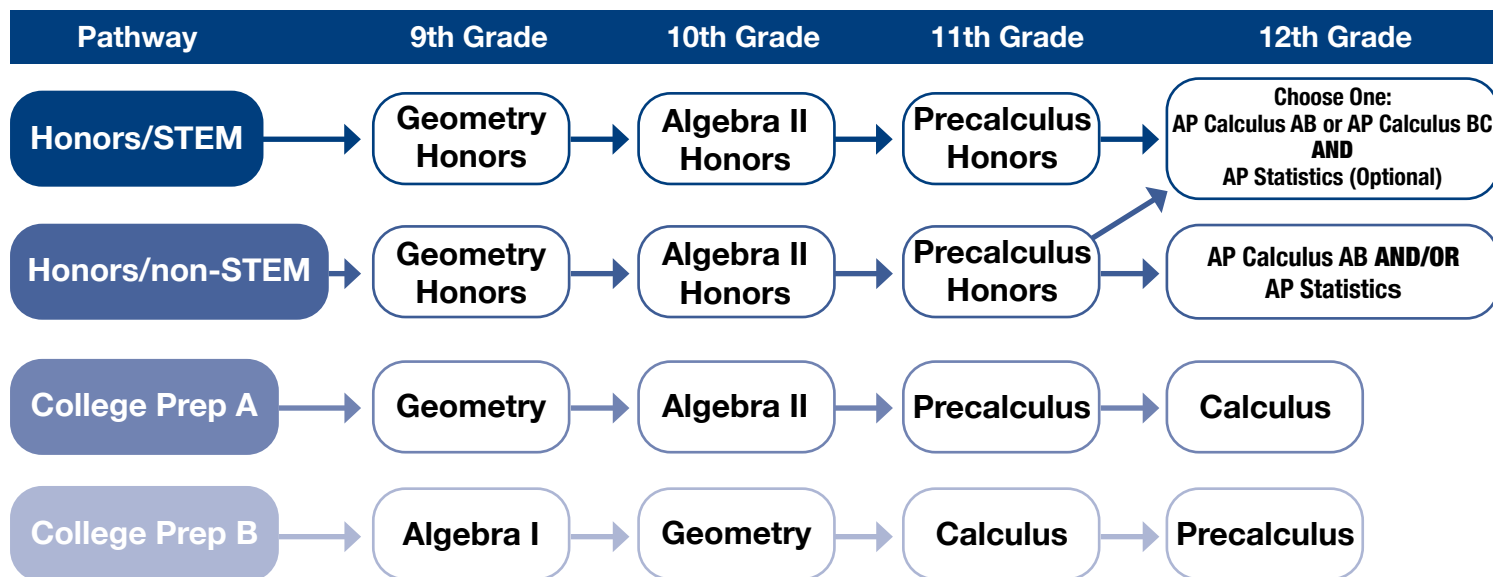 Pathway 9th Grade 10th Grade 11th Grade 12th Grade
Honors/STEM
Geometry
Honors
Algebra II
Honors
Precalculus
Honors
Choose One:
AP Calculus AB or AP Calculus BC
AND
AP Statistics (Optional)
Honors/non-STEM
Geometry
Honors
Algebra II
Honors
Precalculus
Honors
AP Calculus AB AND/OR
AP Statistics
College Prep A
Geometry
Algebra II
Precalculus
Calculus
College Prep B
Algebra I
Geometry
Calculus
Precalculus